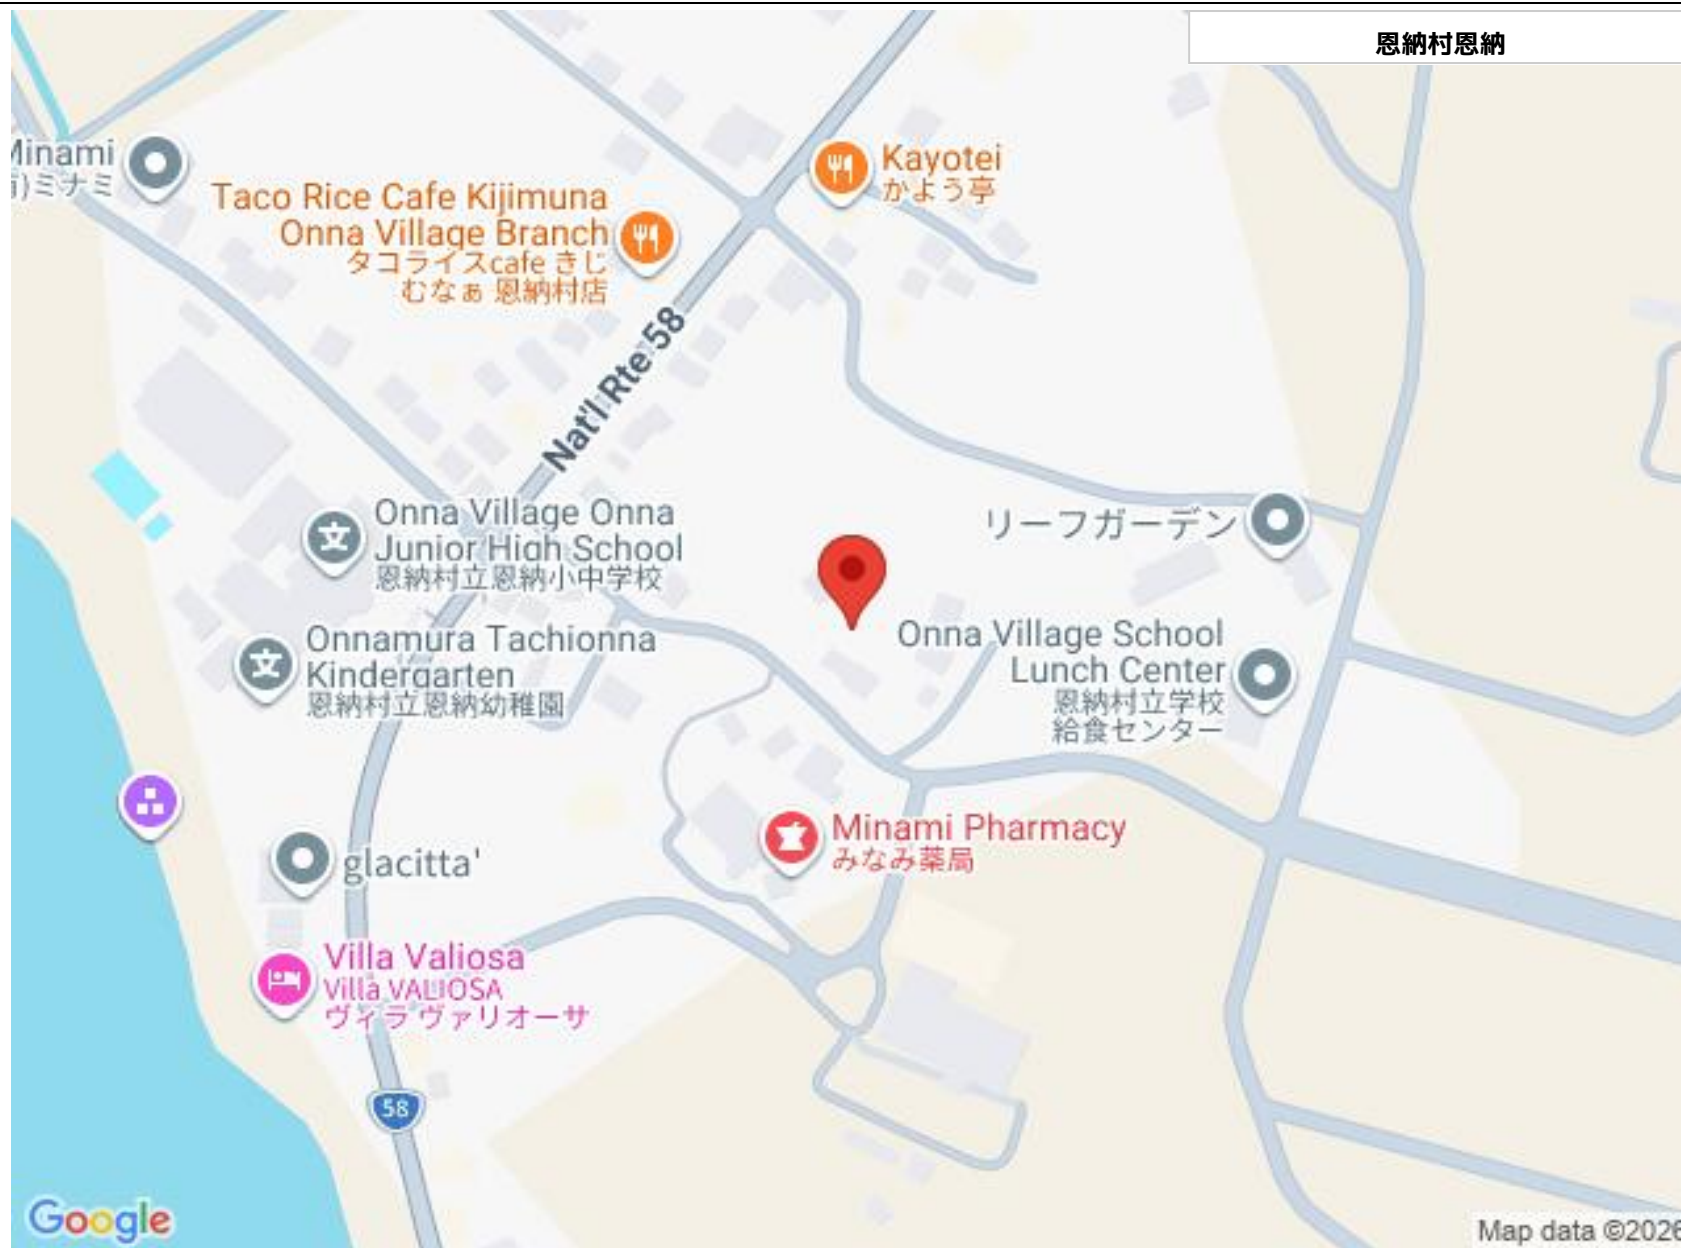 恩納村恩納
Kayotei
かよう亭
Minami
)ミナミ
Taco Rice Cafe Kijimuna
Onna Village Branch
タコライスcafe きじ
むなぁ 恩納村店
Nat'l Rte 58
Onna Village Onna
Junior High School
恩納村立恩納小中学校
リーフガーデン
Onnamura Tachionna
Kindergarten
恩納村立恩納幼稚園
Onna Village School
Lunch Center
恩納村立学校
給食センター
Minami Pharmacy
みなみ薬局
glacitta'
Villa Valiosa
Villa VALIOSA
ヴィラ ヴァリオーサ
58
Google
Map data ©2026